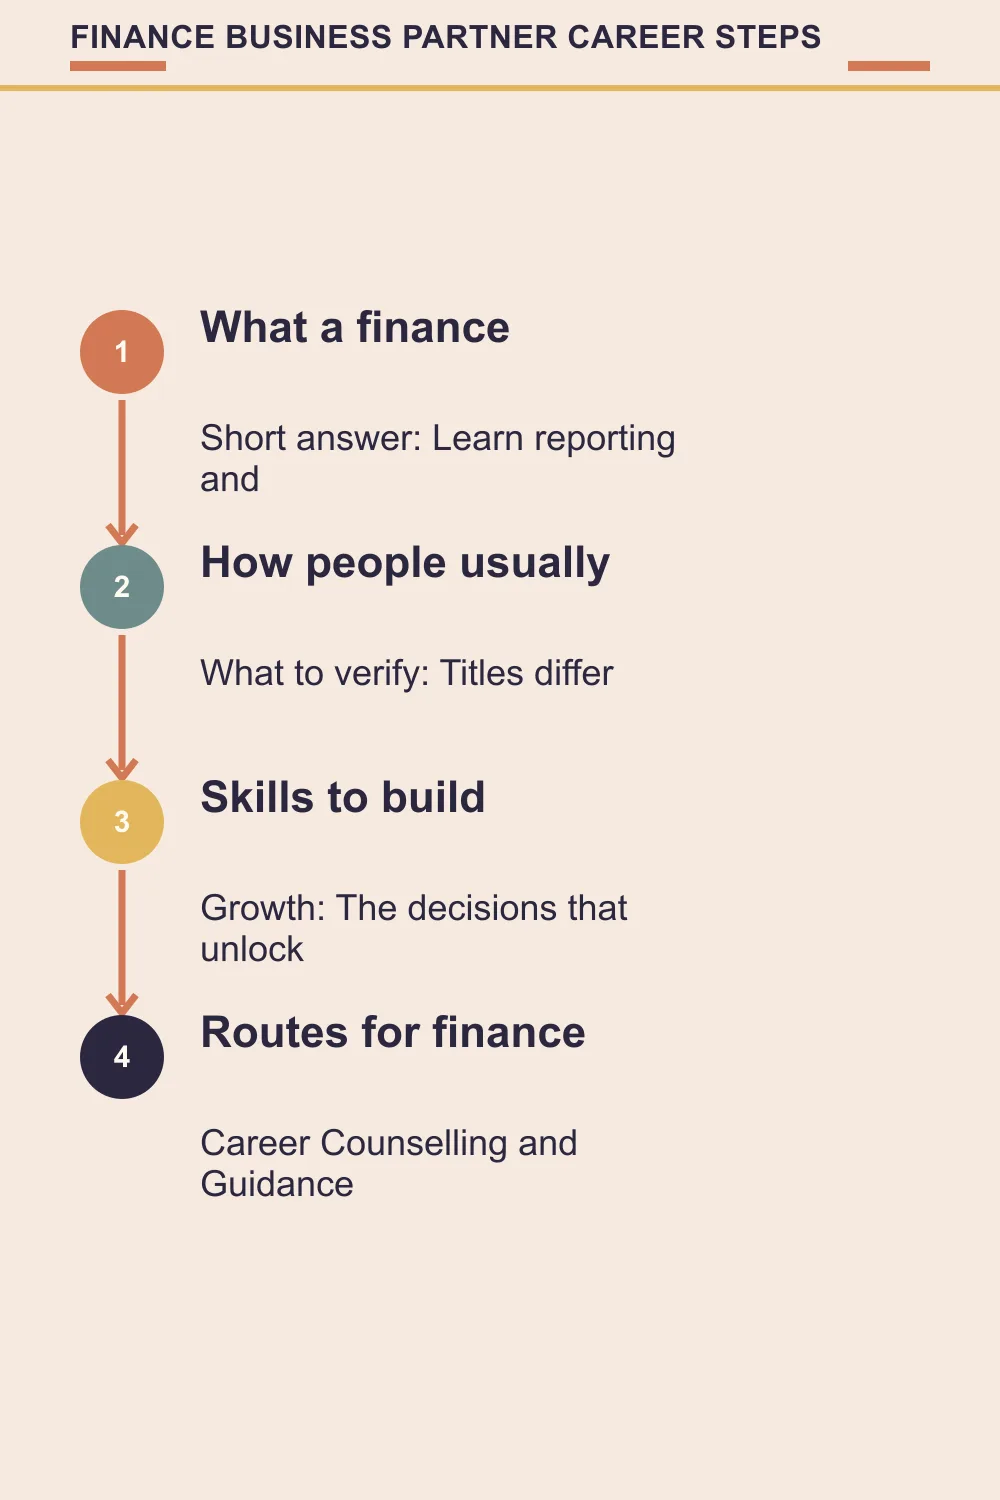 FINANCE BUSINESS PARTNER CAREER STEPS
1
What a finance
Short answer: Learn reporting
and
2
How people usually
What to verify: Titles differ
3
Skills to build
Growth: The decisions that
unlock
4
Routes for finance
Career Counselling and
Guidance